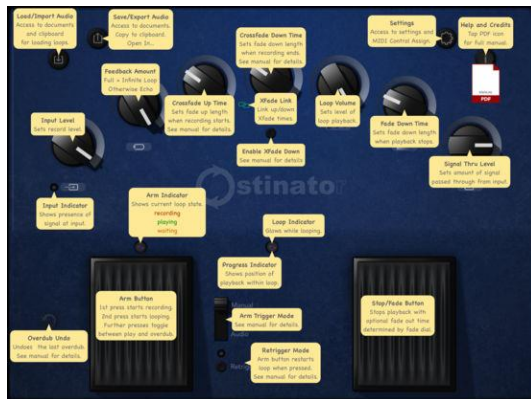 Load/Import Audio
Access to documents
and clipboard
for loading loops.
Save/Export Audio
Access to documents.
Copy to clipboard.
Open In...
Crossfade Down Time
Sets fade down length
when recording ends.
See manual for details.
Settings
Access to settings and
MIDI Control Assign.
Help and Credits
Tap PDF icon
for full manual.
PDF
Feedback Amount
Full = Infinite Loop
Otherwise Echo
Crossfade Up Time
Sets fade up length
when recording starts.
See manual for details.
XFade Link
Link up/down
Xfade times.
Loop Volume
Sets level of
loop playback.
Fade Down Time
Sets fade down length
when playback stops.
Input Level
Sets record level.
Enable XFade Down
See manual for details
Signal Thru Level
Sets amount of signal
passed through from input.
Input Indicator
Shows presence of
signal at input.
stinator
Arm Indicator
Shows current loop state.
recording
playing
waiting
Loop Indicator
Glows while looping.
Progress Indicator
Shows position of
playback within loop.
Arm Button
1st press starts recording.
2nd press starts looping.
Further presses toggle
between play and overdub.
Manual
Arm Trigger Mode
See manual for details.
Audio
Stop/Fade Button
Stops playback with
optional fade out time
determined by fade dial.
Overdub Undo
Undoes the last overdub.
See manual for details.
Retrig
Retrigger Mode
Arm button restarts
loop when pressed.
See manual for details.